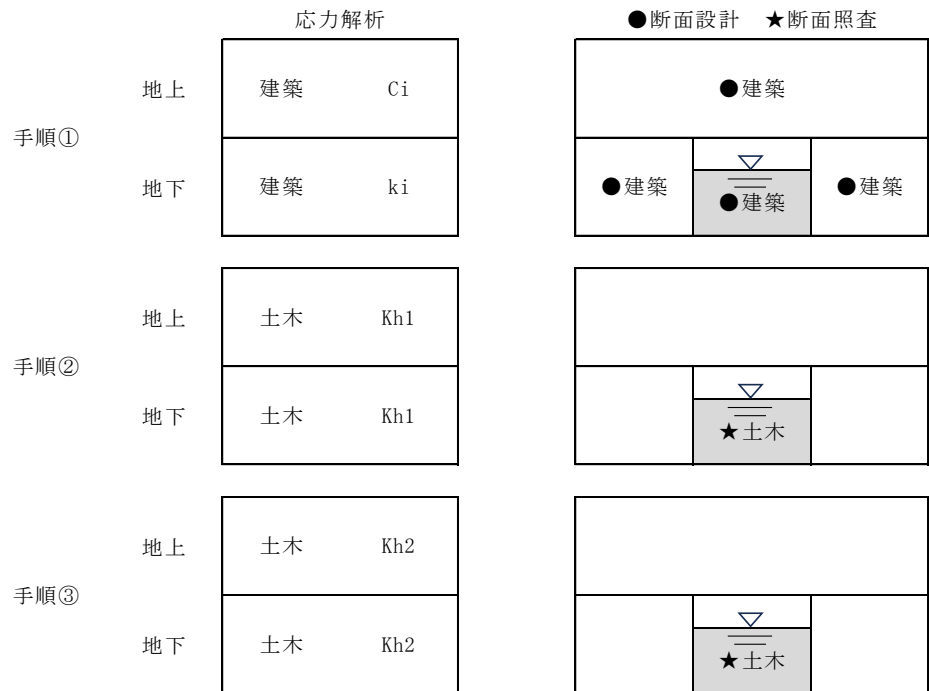 応力解析 ●断面設計 ★断面照査
地上 建築 Ci ●建築
手順①
地下 建築 ki ●建築 ●建築 ●建築
地上 土木 Kh1
手順②
地下 土木 Kh1 ★土木
地上 土木 Kh2
手順③
地下 土木 Kh2 ★土木